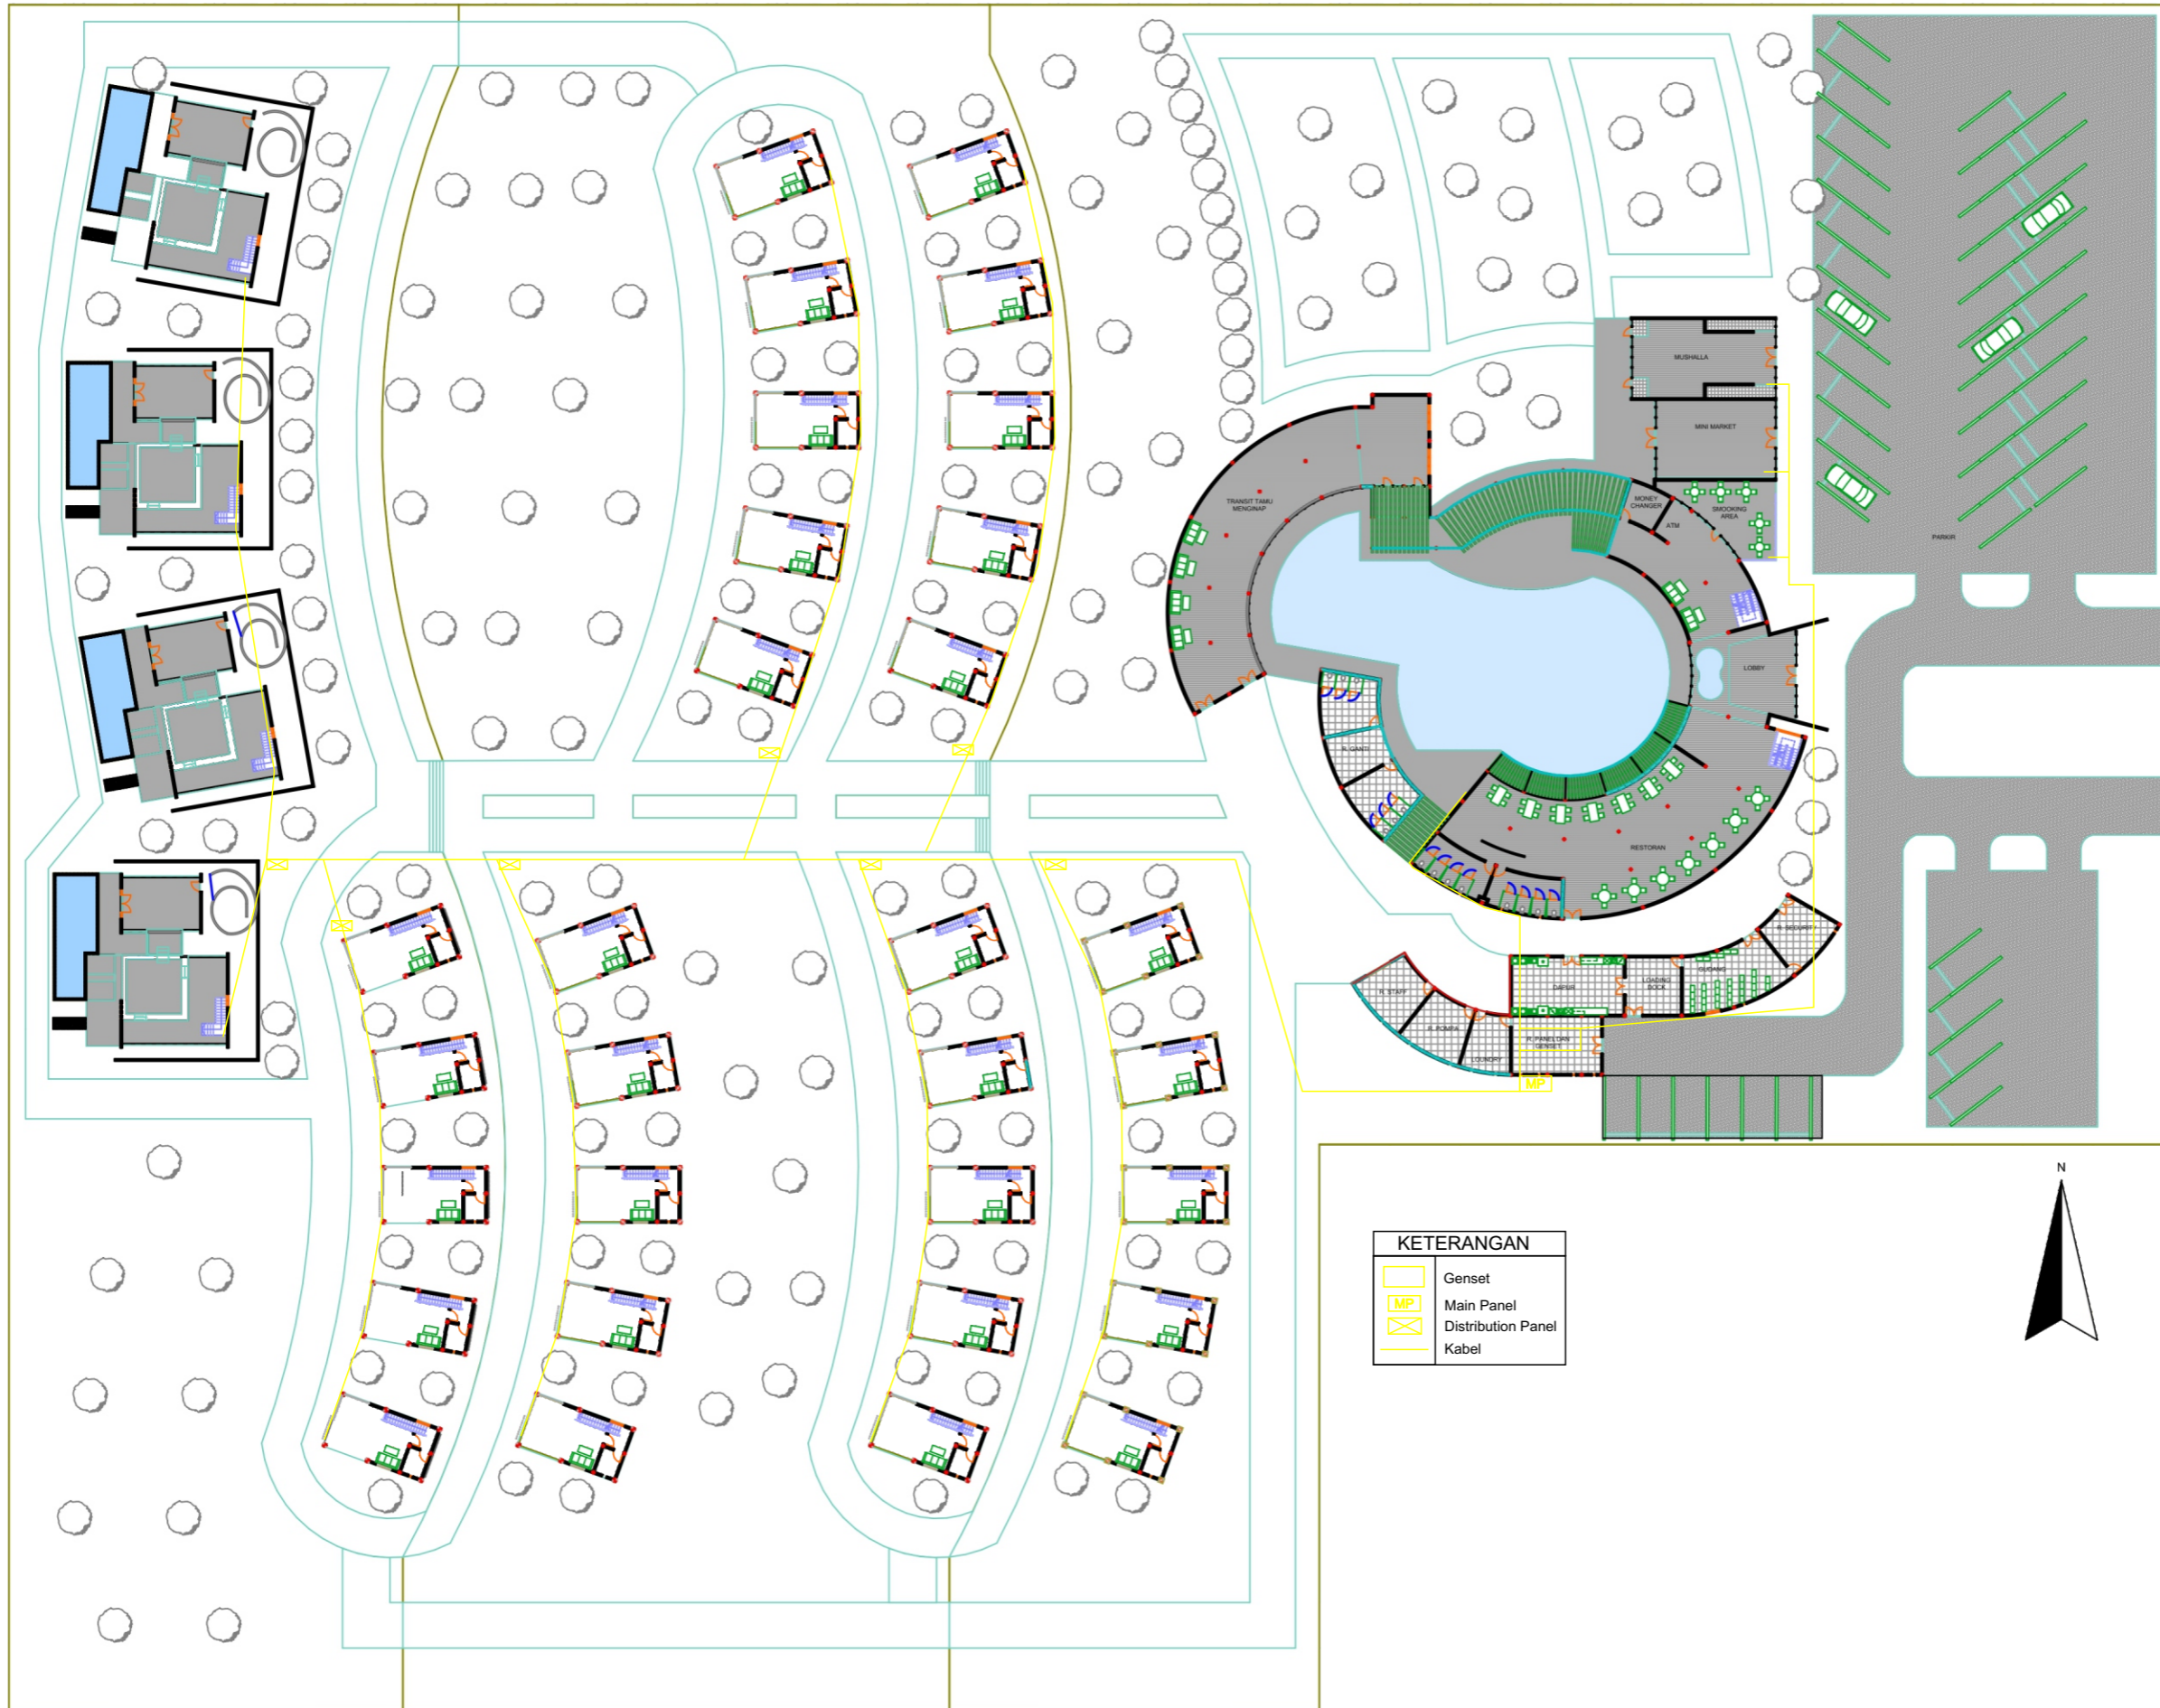 MUSHALLA
MINI MARKET
MONEY
CHANGER
ATM
SMOOKING
AREA
TRANSIT TAMU
MENGINAP
PARKIR
LOBBY
R. GANTI
RESTORAN
R. SECURITY
GUDANG
LOADING
DOCK
DAPUR
R. STAFF
R. POMPA
LOUNDRY
R. PANEL DAN
GENSET
MP
N
KETERANGAN
Genset
MP Main Panel
Distribution Panel
Kabel